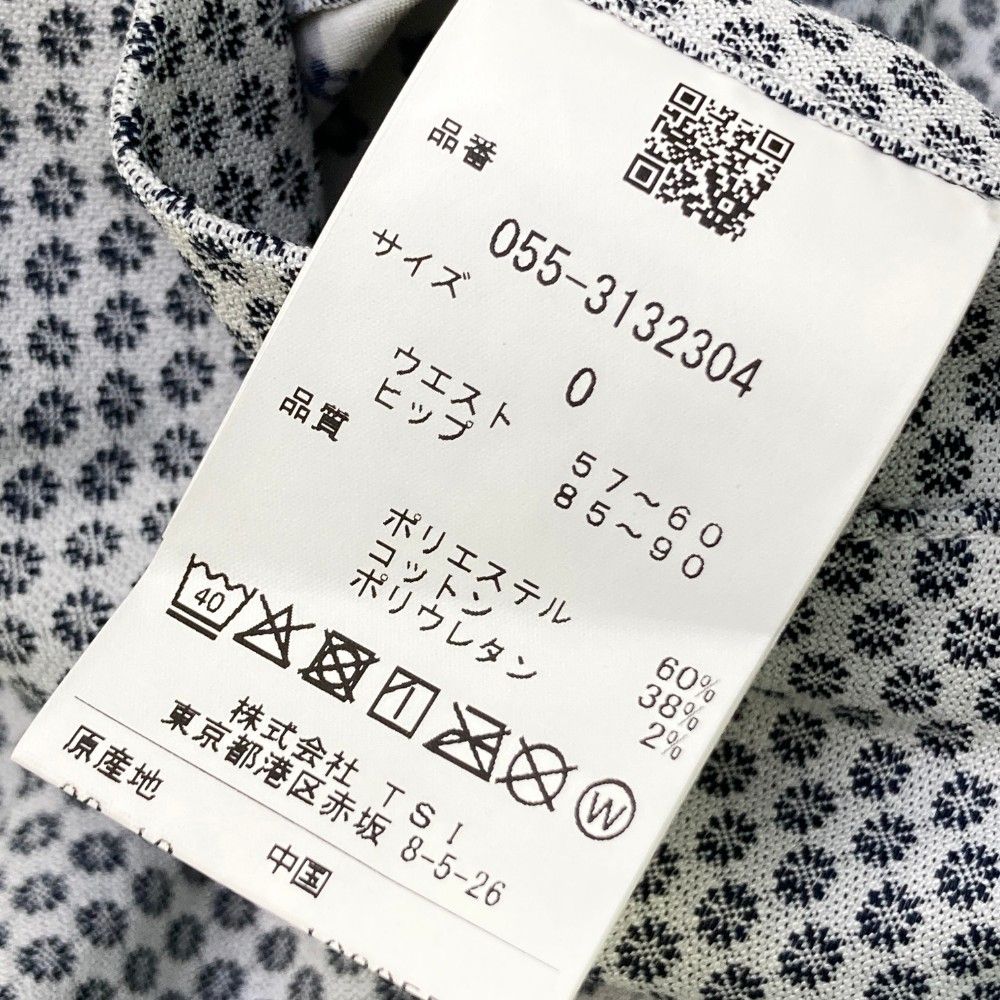 品番
055-3132304
サイズ
0
ウエスト 57〜60
ヒップ 85〜90
品質
ポリエステル 60%
コットン 38%
ポリウレタン 2%
40
W
株式会社 TSI
東京都港区赤坂 8-5-26
原産地
中国